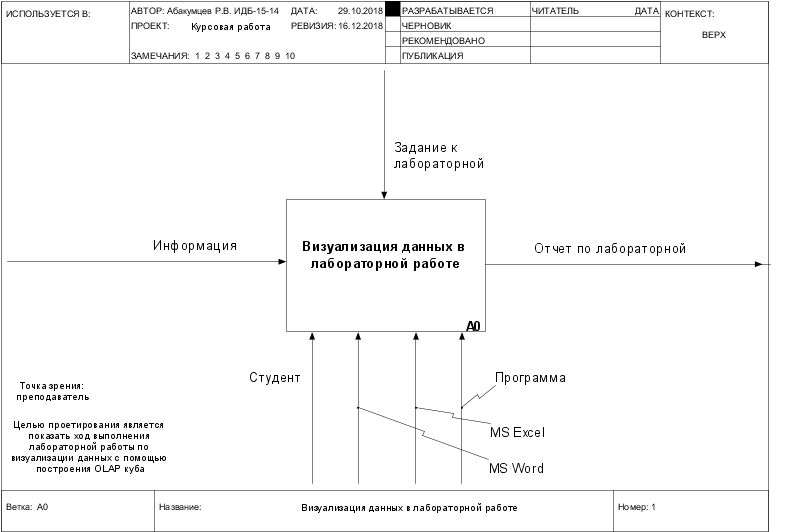 ИСПОЛЬЗУЕТСЯ В:
АВТОР: Абакумцев Р.В. ИДБ-15-14 ДАТА: 29.10.2018
ПРОЕКТ: Курсовая работа РЕВИЗИЯ: 16.12.2018
ЗАМЕЧАНИЯ: 1 2 3 4 5 6 7 8 9 10
РАЗРАБАТЫВАЕТСЯ
ЧЕРНОВИК
РЕКОМЕНДОВАНО
ПУБЛИКАЦИЯ
ЧИТАТЕЛЬ ДАТА
КОНТЕКСТ:
ВЕРХ
Задание к
лабораторной
Информация
Визуализация данных в
лабораторной работе
A0
Отчет по лабораторной
Студент
Программа
MS Excel
MS Word
Точка зрения:
преподаватель
Целью проетирования является
показать ход выполнения
лабораторной работы по
визуализации данных с помощью
построения OLAP куба
Ветка: A0
Название: Визуализация данных в лабораторной работе
Номер: 1